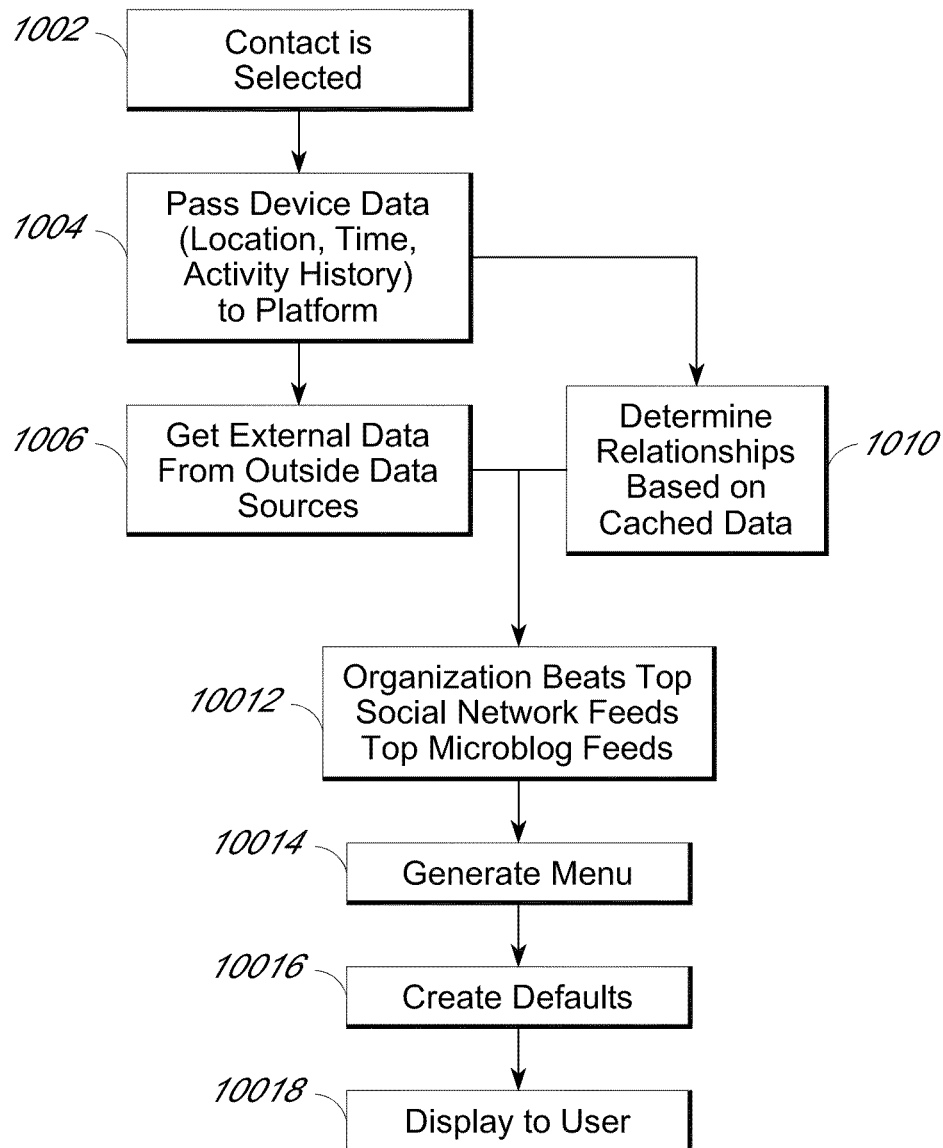 1002
Contact is
Selected
1004
Pass Device Data
(Location, Time,
Activity History)
to Platform
1006
Get External Data
From Outside Data
Sources
Determine
Relationships
Based on
Cached Data
1010
10012
Organization Beats Top
Social Network Feeds
Top Microblog Feeds
10014
Generate Menu
10016
Create Defaults
10018
Display to User